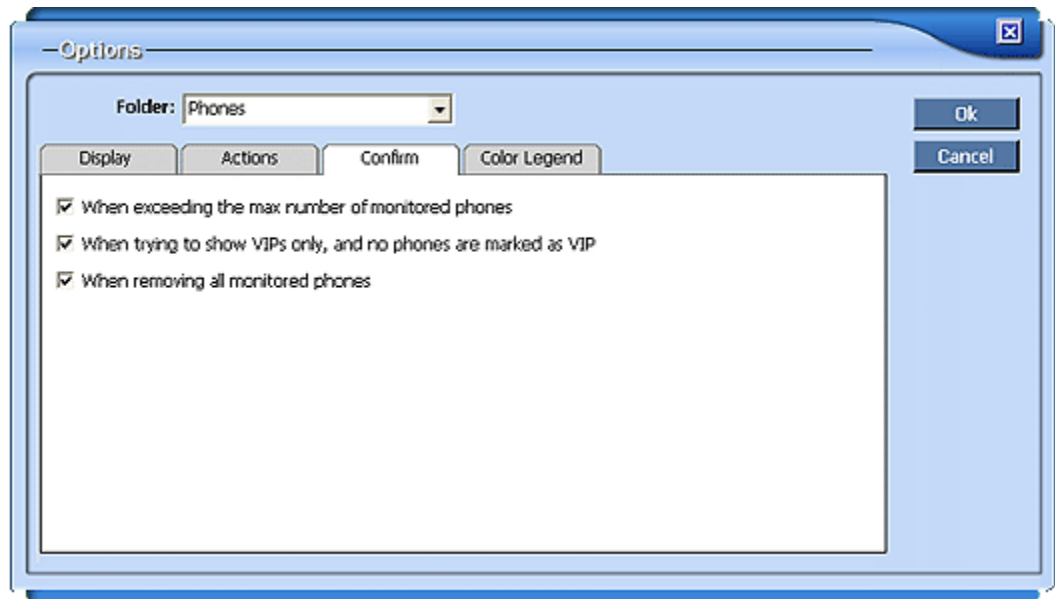 Options
Folder: Phones
Ok
Cancel
Display Actions Confirm Color Legend
When exceeding the max number of monitored phones
When trying to show VIPs only, and no phones are marked as VIP
When removing all monitored phones